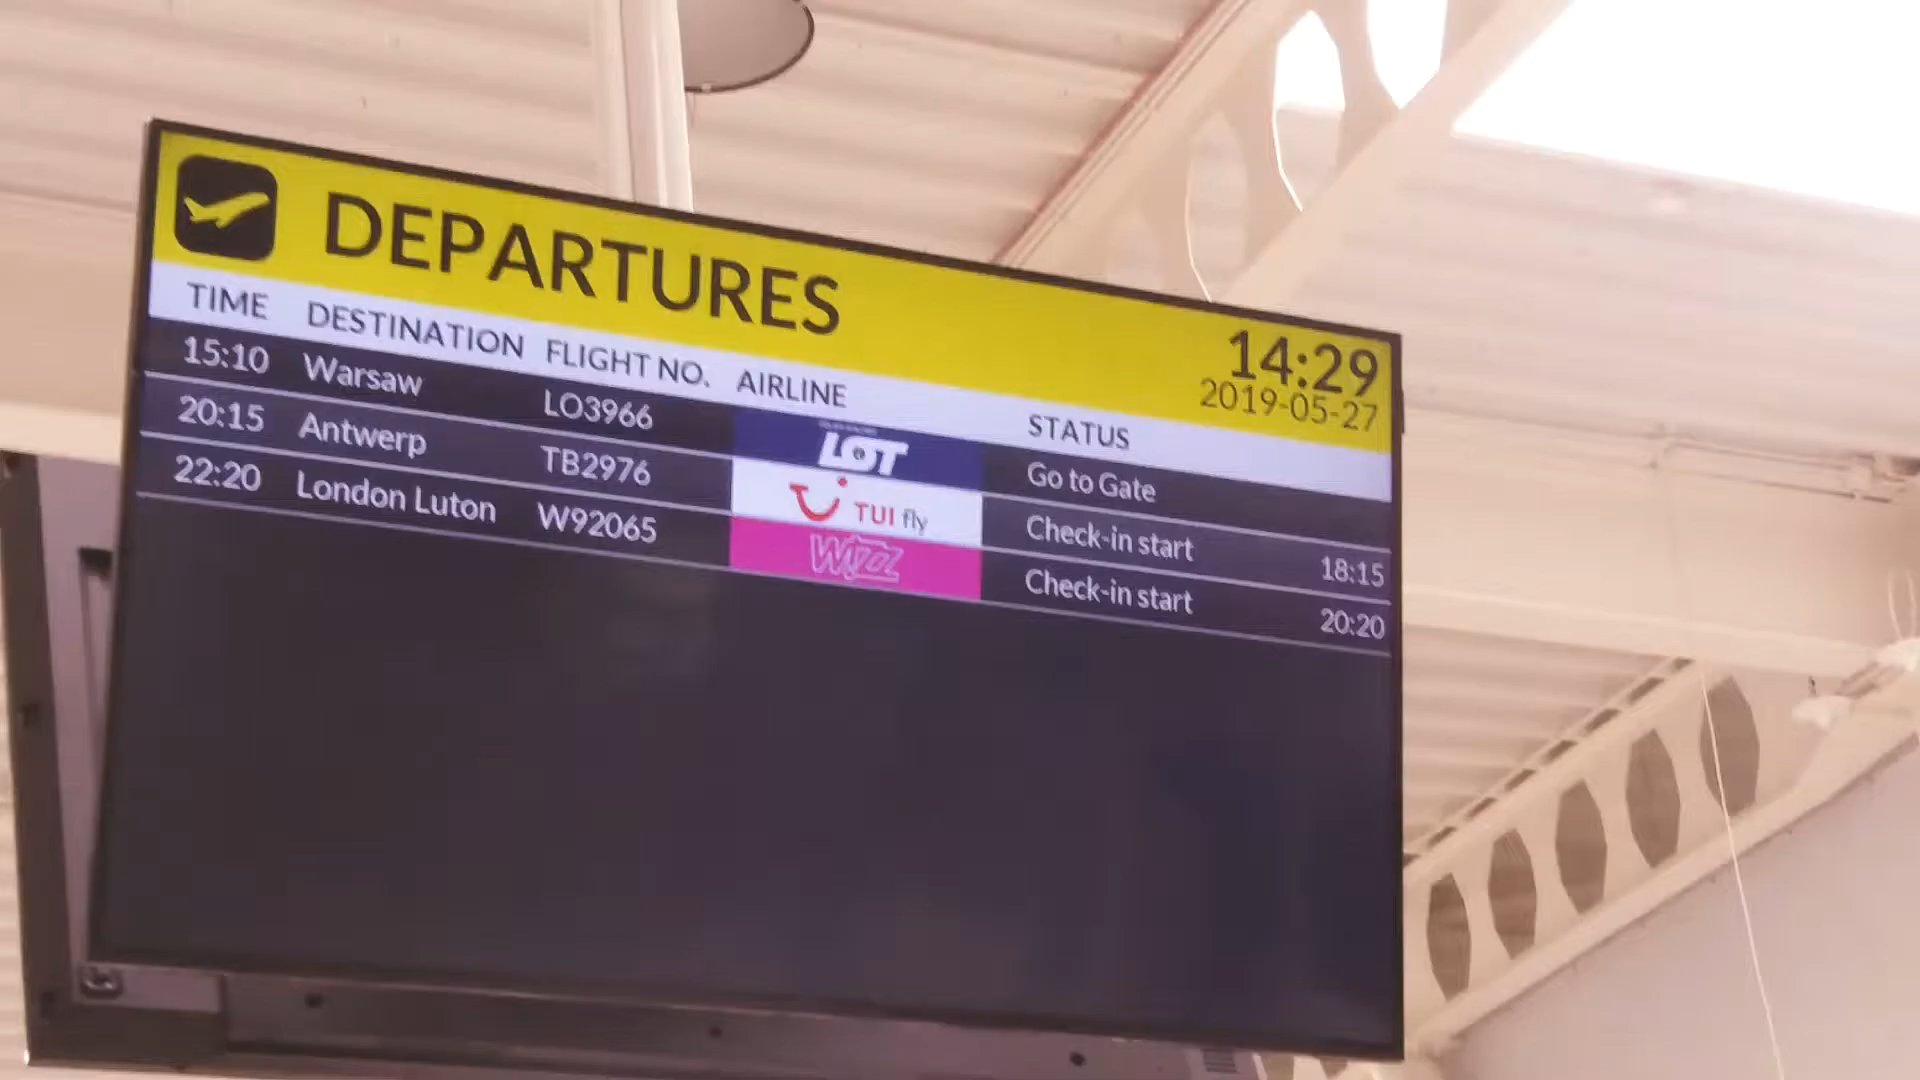 DEPARTURES
14:29
2019-05-27
TIME DESTINATION FLIGHT NO. AIRLINE STATUS
15:10 Warsaw LO3966 LOT Go to Gate
20:15 Antwerp TB2976 TUI fly Check-in start 18:15
22:20 London Luton W92065 Wizz Check-in start 20:20